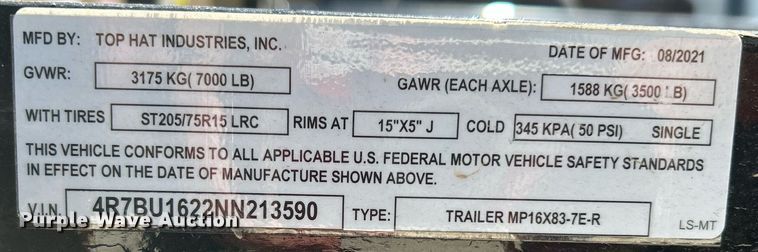 MFD BY: TOP HAT INDUSTRIES, INC. DATE OF MFG: 08/2021
GVWR: 3175 KG( 7000 LB) GAWR (EACH AXLE): 1588 KG( 3500 LB)
WITH TIRES ST205/75R15 LRC RIMS AT 15"X5" J COLD 345 KPA( 50 PSI) SINGLE
THIS VEHICLE CONFORMS TO ALL APPLICABLE U.S. FEDERAL MOTOR VEHICLE SAFETY STANDARDS
IN EFFECT ON THE DATE OF MANUFACTURE SHOWN ABOVE.
V.I.N. 4R7BU1622NN213590 TYPE: TRAILER MP16X83-7E-R LS-MT
Purple Wave Auction